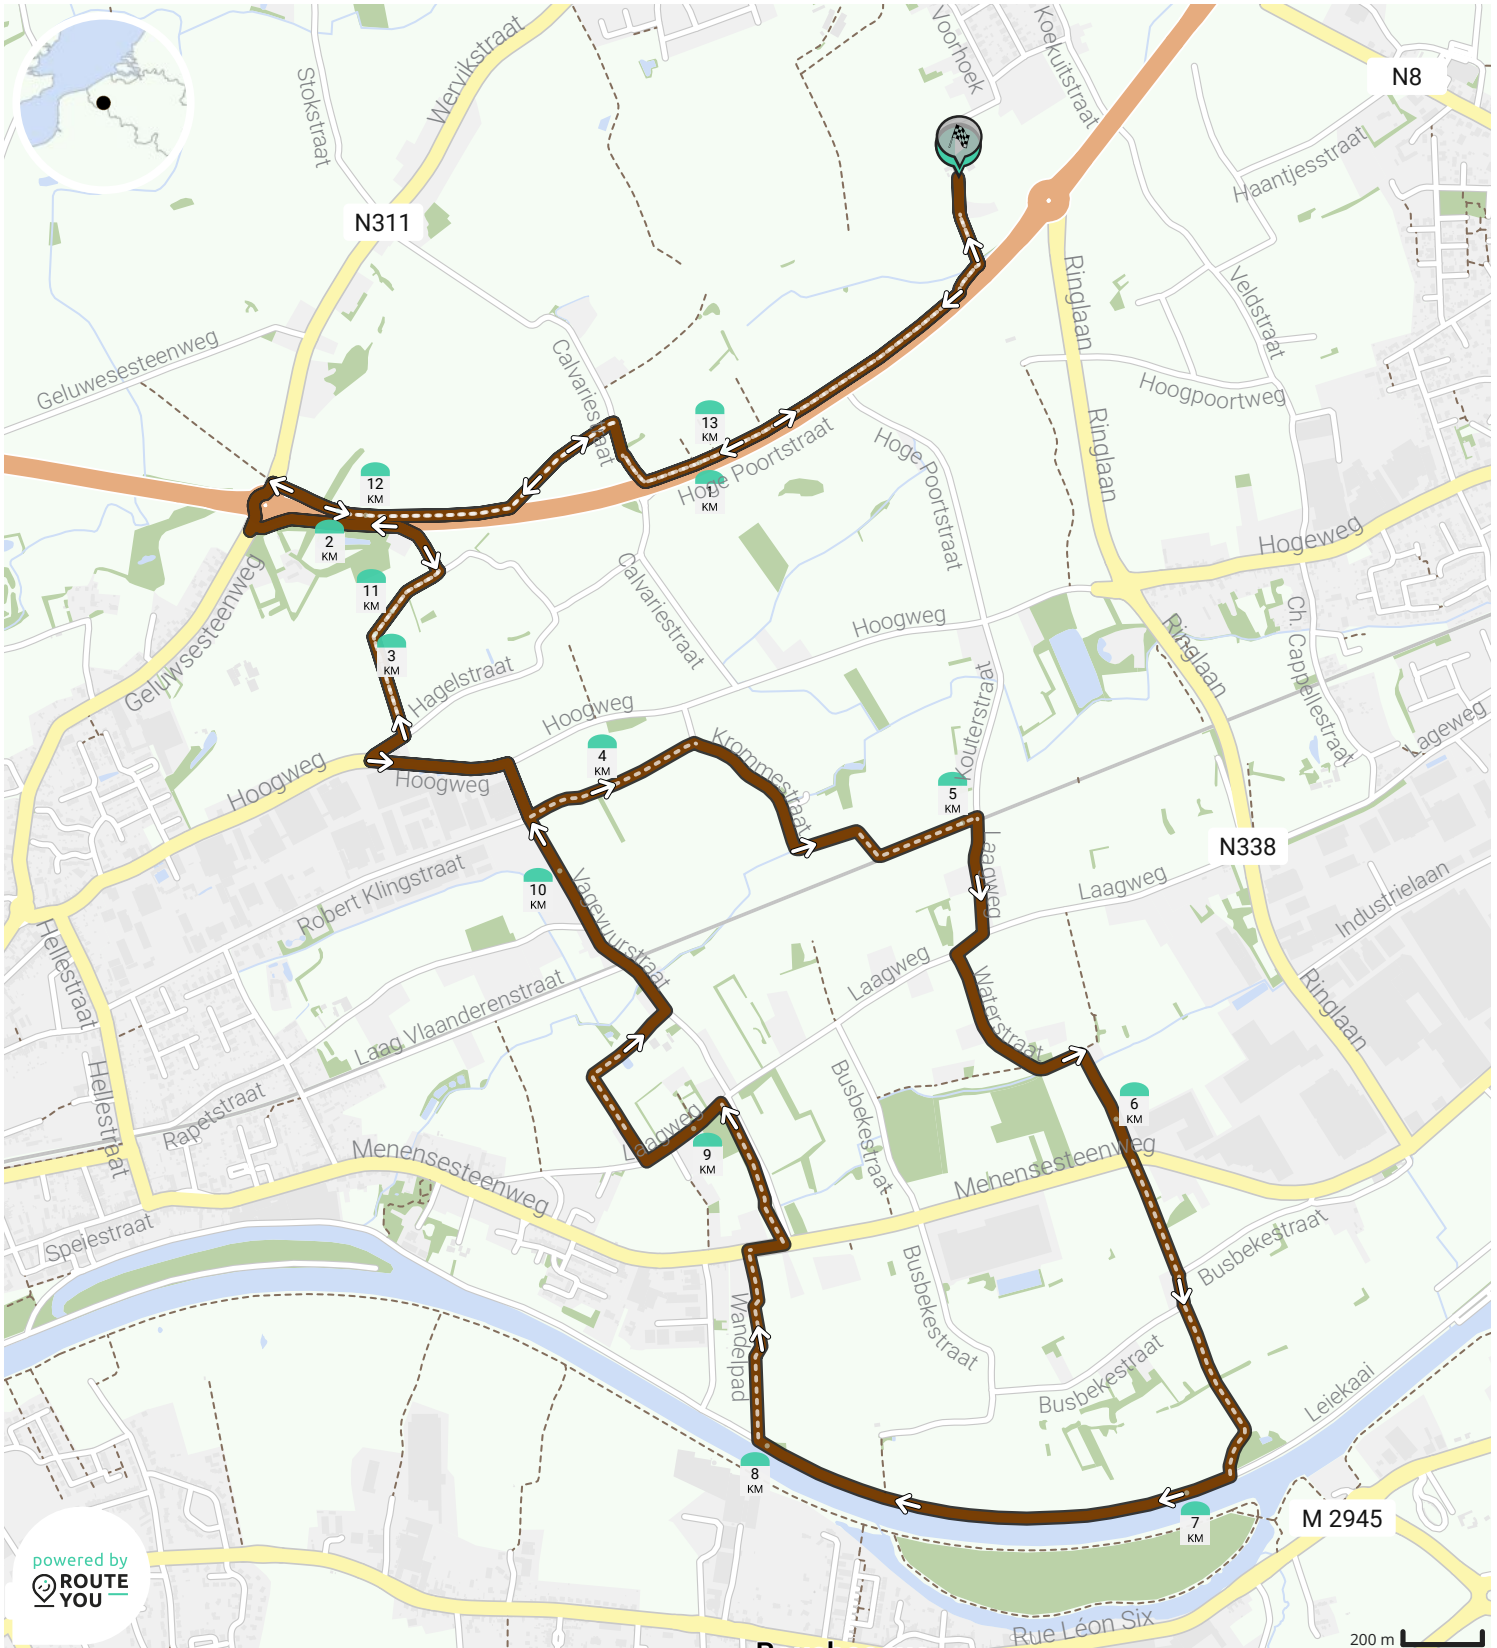 Voorhoek
Koekuitstraat
N8
Stokstraat
Wervikstraat
Haantjesstraat
N311
Ringlaan
Veldstraat
Geluwesesteenweg
Calvariestraat
Hoogpoortweg
13
KM
Hoge Poortstraat
Ringlaan
Hoge Poortstraat
1
KM
12
KM
2
KM
Hogeweg
11
KM
Geluwsesteenweg
Calvariestraat
Hoogweg
Ch. Cappellestraat
Ringlaan
3
KM
Hagelstraat
Hoogweg
Kouterstraat
Lageweg
Krommestraat
4
KM
Hoogweg
Hoogweg
5
KM
N338
Laagweg
Laagweg
Robert Klingstraat
10
KM
Vagevuurstraat
Industrielaan
Hellestraat
Laagweg
Waterstraat
Ringlaan
Laag Vlaanderenstraat
Hellestraat
Rapetstraat
Busbekestraat
6
KM
Laagweg
9
KM
Menensesteenweg
Menensesteenweg
Speiestraat
Busbekestraat
Busbekestraat
Wandelpad
Busbekestraat
Leiekaai
8
KM
7
KM
M 2945
powered by
ROUTE
YOU
Rue Léon Six
200 m